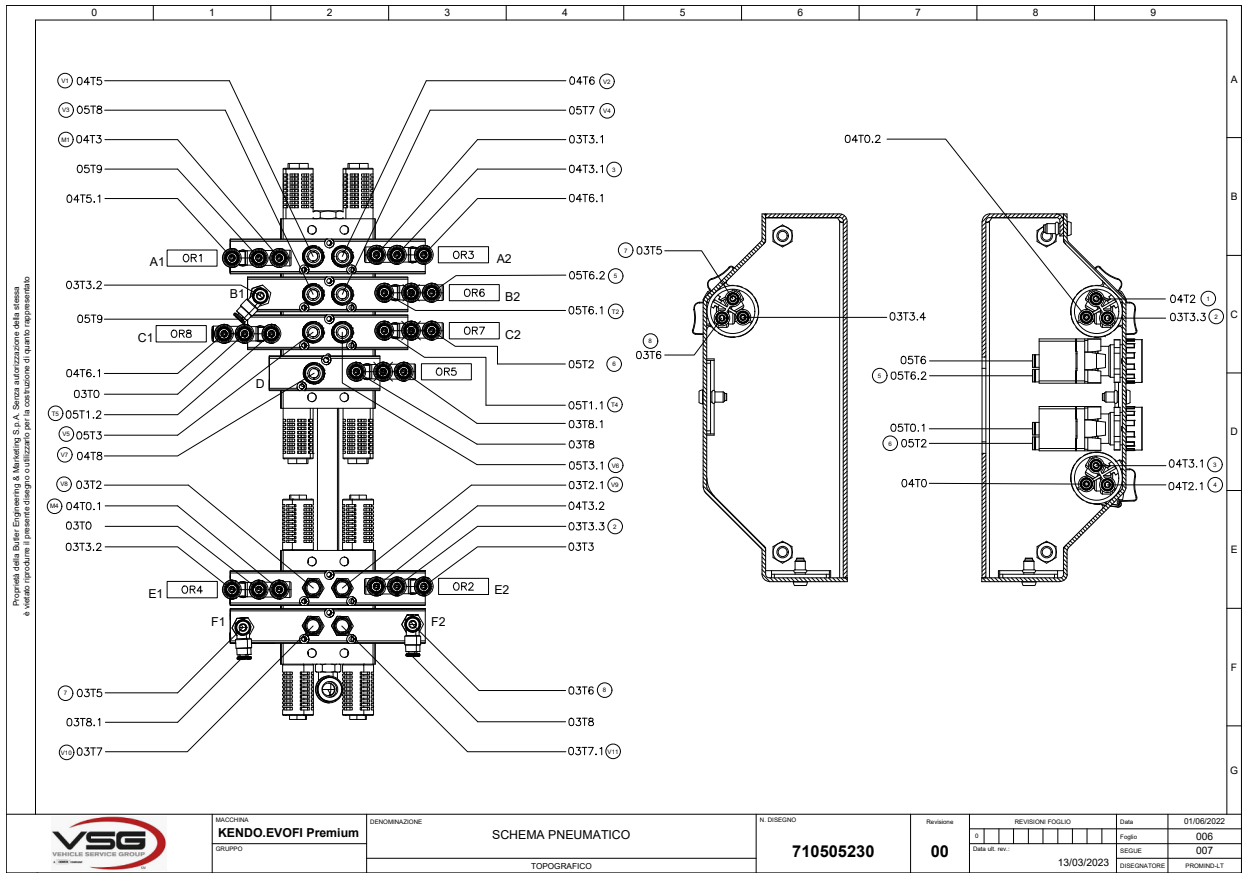 0 1 2 3 4 5 6 7 8 9
A
B
C
D
E
F
G
Proprietà della Butler Engineering & Marketing S.p.A. Senza autorizzazione della stessa
è vietato riprodurre il presente disegno o utilizzarlo per la costruzione di quanto rappresentato
V1 04T5
V3 05T8
M1 04T3
05T9
04T5.1
A1 OR1
03T3.2
B1
05T9
C1 OR8
04T6.1
03T0
T5 05T1.2
V5 05T3
V7 04T8
D
04T6 V2
05T7 V4
03T3.1
04T3.1 3
04T6.1
OR3 A2
05T6.2 5
OR6 B2
05T6.1 T2
OR7 C2
05T2 6
OR5
05T1.1 T4
03T8.1
03T8
05T3.1 V6
V8 03T2
M4 04T0.1
03T0
03T3.2
E1 OR4
F1
7 03T5
03T8.1
V10 03T7
03T2.1 V9
04T3.2
03T3.3 2
03T3
OR2 E2
F2
03T6 8
03T8
03T7.1 V11
7 03T5
8
03T6
03T3.4
04T0.2
04T2 1
03T3.3 2
05T6
5 05T6.2
05T0.1
6 05T2
04T0
04T3.1 3
04T2.1 4
VSG
VEHICLE SERVICE GROUP
MACCHINA
KENDO.EVOFI Premium
GRUPPO
DENOMINAZIONE
SCHEMA PNEUMATICO
TOPOGRAFICO
N. DISEGNO
710505230
Revisione
00
REVISIONI FOGLIO
0
Data ult. rev.:
13/03/2023
Data 01/06/2022
Foglio 006
SEGUE 007
DISEGNATORE PROMIND-LT